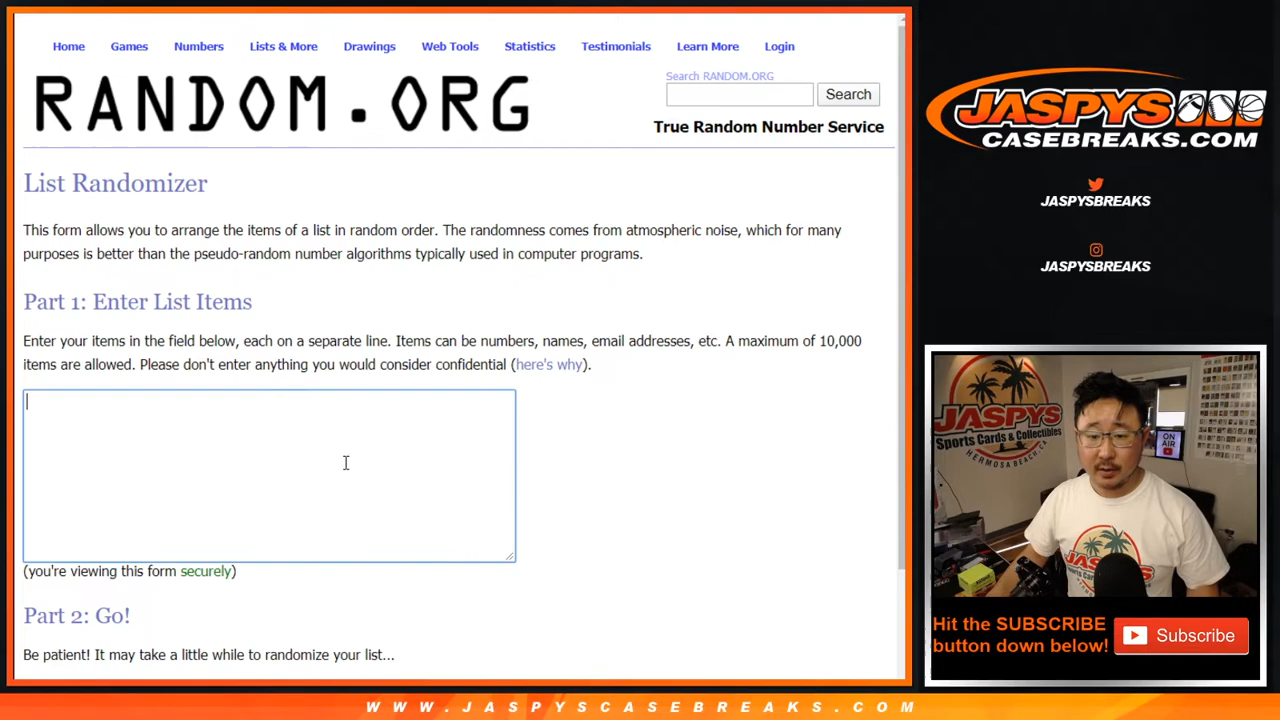 Home Games Numbers Lists & More Drawings Web Tools Statistics Testimonials Learn More Login
RANDOM.ORG
Search RANDOM.ORG
Search
True Random Number Service
List Randomizer
This form allows you to arrange the items of a list in random order. The randomness comes from atmospheric noise, which for many
purposes is better than the pseudo-random number algorithms typically used in computer programs.
Part 1: Enter List Items
Enter your items in the field below, each on a separate line. Items can be numbers, names, email addresses, etc. A maximum of 10,000
items are allowed. Please don't enter anything you would consider confidential (here's why).
(you're viewing this form securely)
Part 2: Go!
Be patient! It may take a little while to randomize your list...
JASPYS
CASEBREAKS.COM
JASPYSBREAKS
JASPYSBREAKS
JASPYS
Sports Cards & Collectibles
HERMOSA BEACH, CA
ON
AIR
Hit the SUBSCRIBE
button down below!
Subscribe
WWW.JASPYSCASEBREAKS.COM